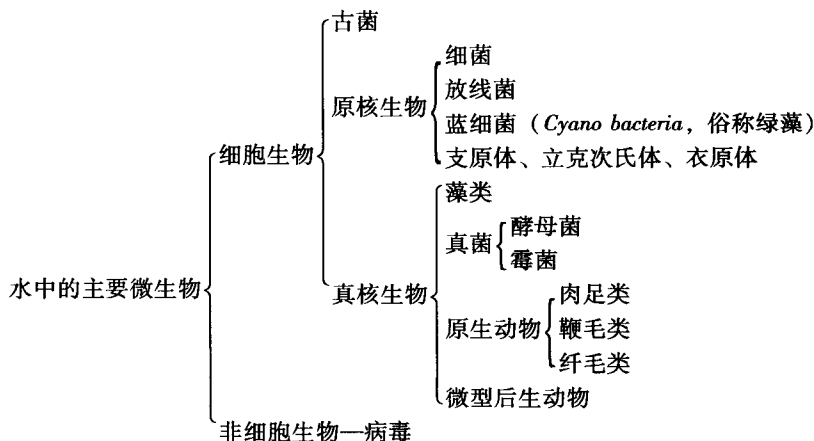 古菌
细菌
放线菌
原核生物
蓝细菌（Cyano bacteria，俗称绿藻）
支原体、立克次氏体、衣原体
细胞生物
藻类
酵母菌
真菌
霉菌
水中的主要微生物
真核生物
肉足类
原生动物
鞭毛类
纤毛类
微型后生动物
非细胞生物—病毒